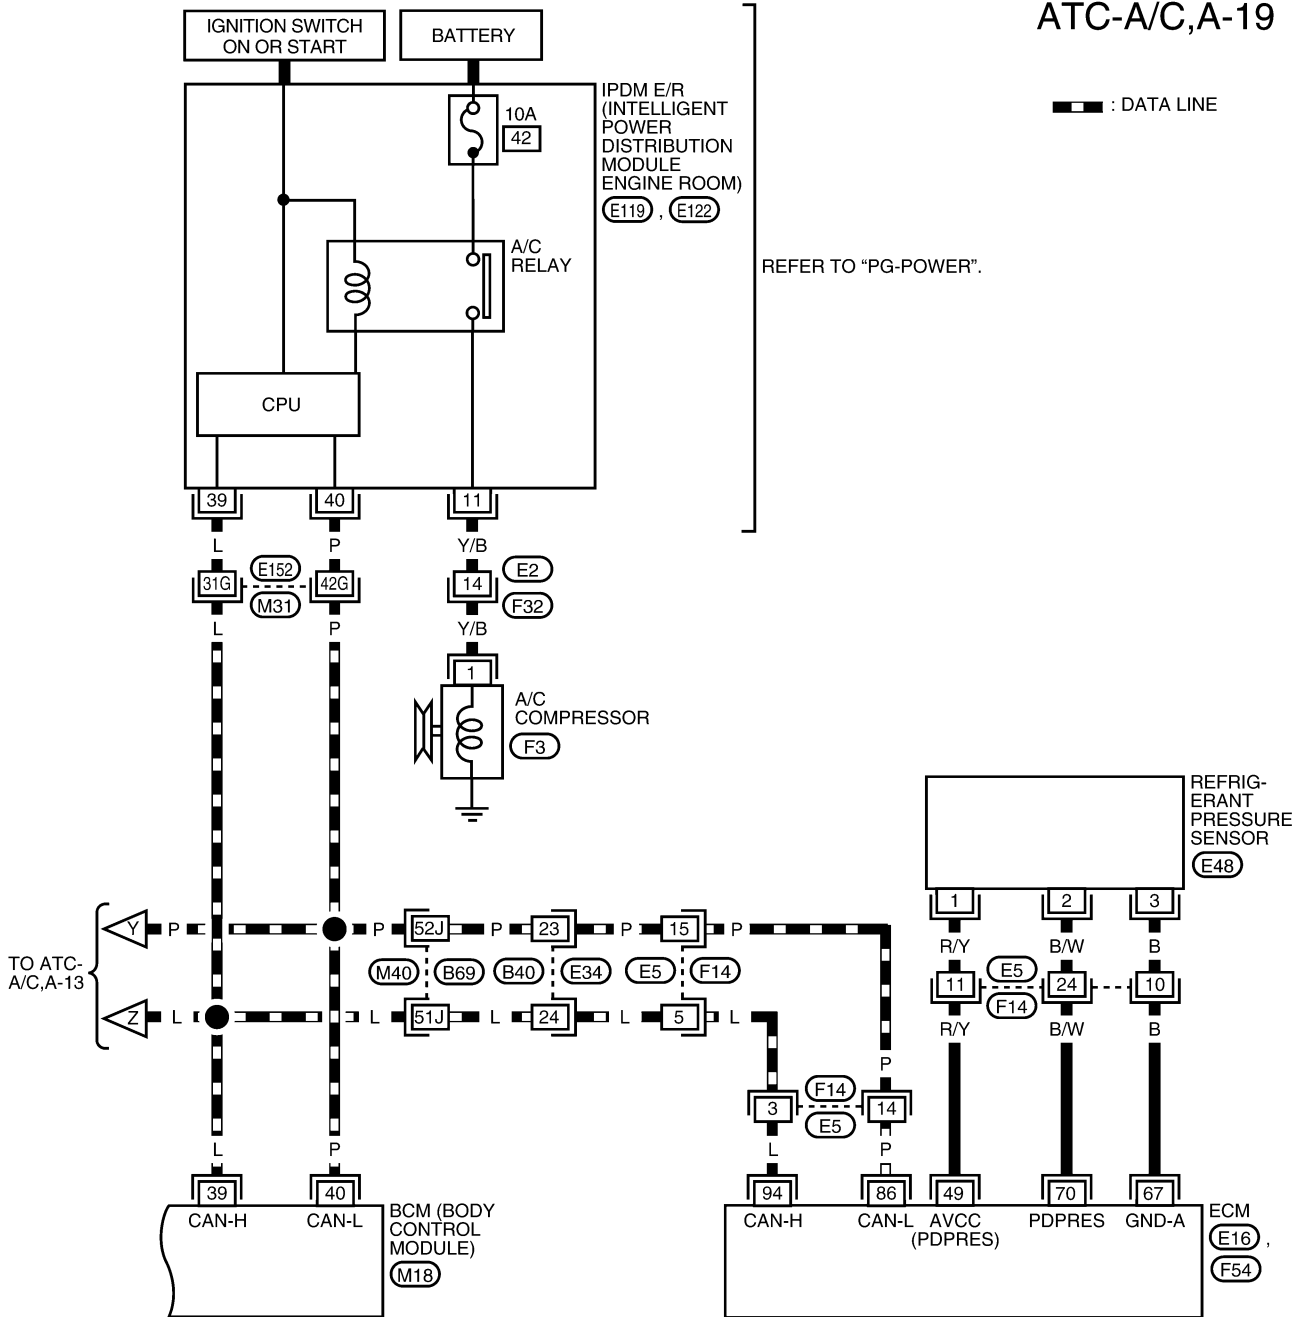 ATC-A/C,A-19
IGNITION SWITCH
ON OR START
BATTERY
: DATA LINE
10A
42
IPDM E/R
(INTELLIGENT
POWER
DISTRIBUTION
MODULE
ENGINE ROOM)
E119 , E122
A/C
RELAY
REFER TO “PG-POWER”.
CPU
39 40 11
L P Y/B
31G E152 42G 14 E2
M31 F32
L P Y/B
1
A/C
COMPRESSOR
F3
REFRIG-
ERANT
PRESSURE
SENSOR
E48
1 2 3
R/Y B/W B
11 E5 24 10
F14
R/Y B/W B
TO ATC-
A/C,A-13
Y P P 52J P 23 P 15 P
M40 B69 B40 E34 E5 F14
Z L L 51J L 24 L 5 L
P
3 F14 14
E5
L P L P
39 40 94 86 49 70 67
CAN-H CAN-L
BCM (BODY
CONTROL
MODULE)
M18
CAN-H CAN-L AVCC
(PDPRES)
PDPRES GND-A
ECM
E16 ,
F54